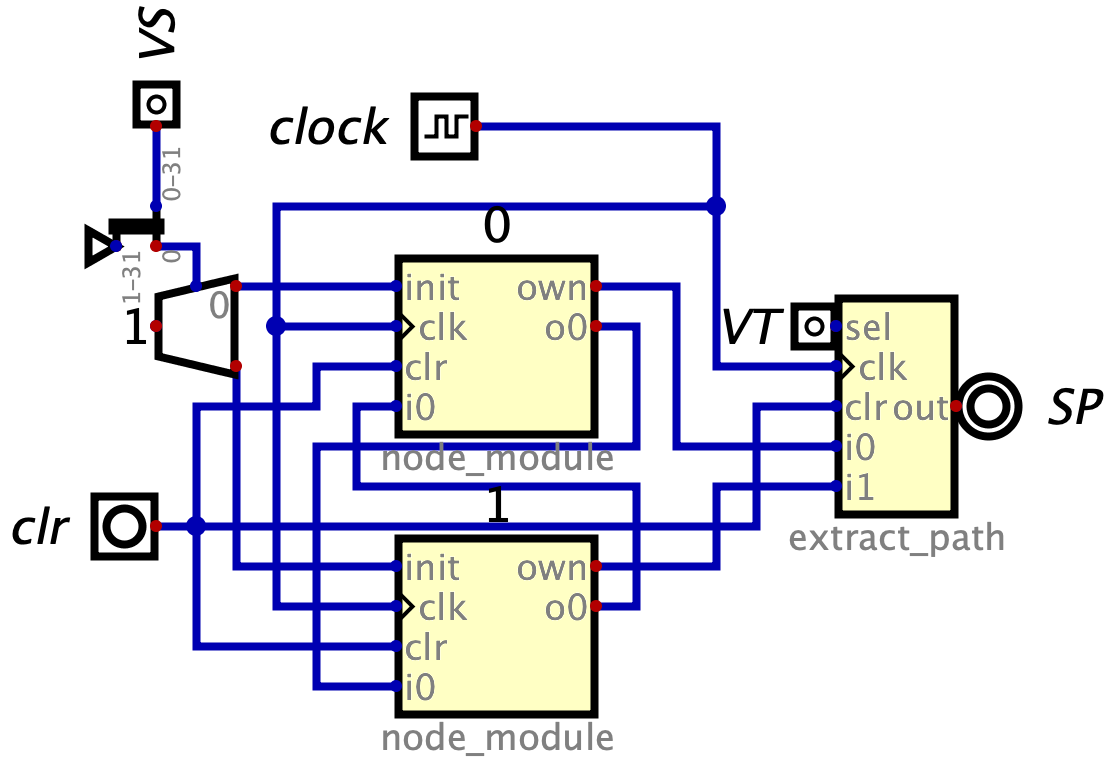 VS
clock
0-31
0
0
1-31
0
1
init own
clk o0
clr
i0
node_module
VT
sel
clk
clr out
i0
i1
extract_path
SP
clr
1
init own
clk o0
clr
i0
node_module